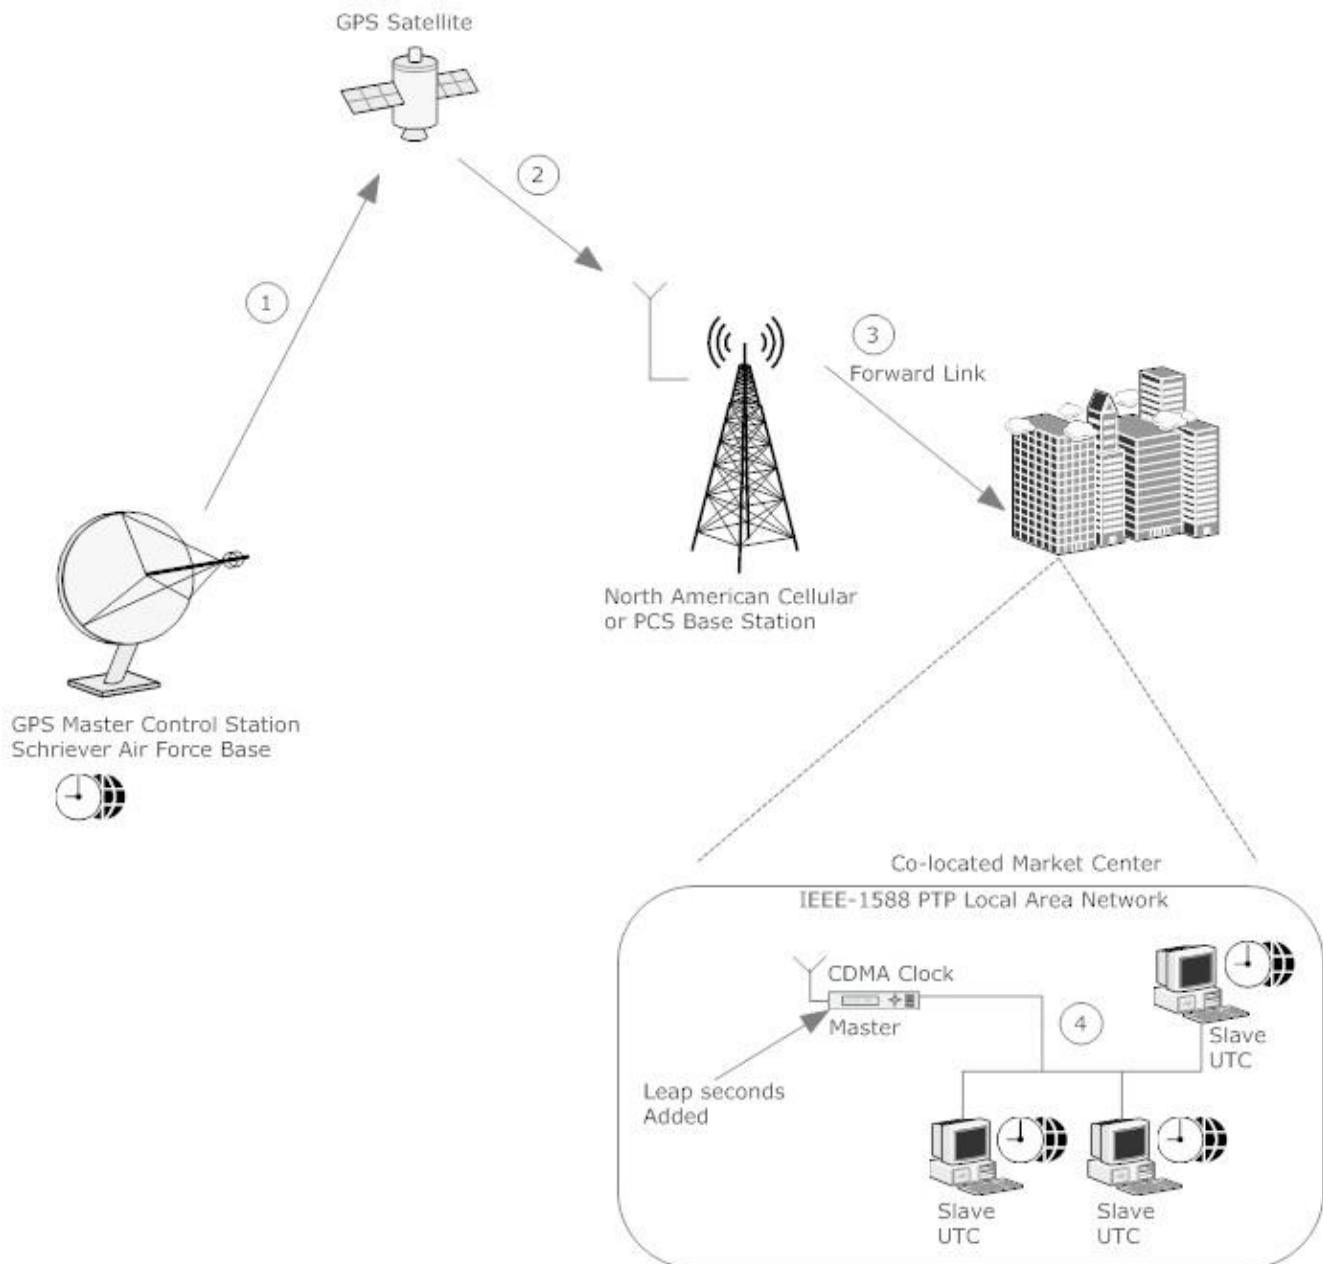 GPS Satellite
2
1
3
Forward Link
North American Cellular
or PCS Base Station
GPS Master Control Station
Schriever Air Force Base
Co-located Market Center
IEEE-1588 PTP Local Area Network
CDMA Clock
Master
4
Slave
UTC
Leap seconds
Added
Slave
UTC
Slave
UTC